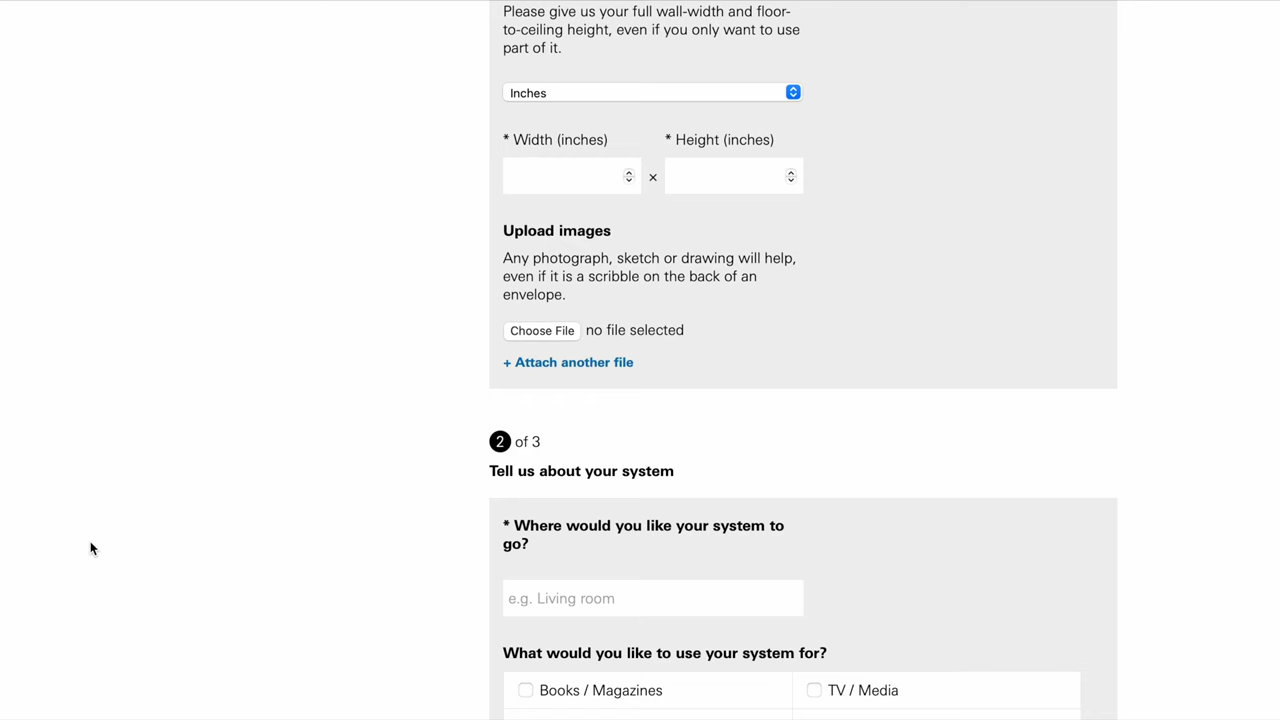 Please give us your full wall-width and floor-
to-ceiling height, even if you only want to use
part of it.
Inches
* Width (inches) * Height (inches)
×
Upload images
Any photograph, sketch or drawing will help,
even if it is a scribble on the back of an
envelope.
Choose File no file selected
+ Attach another file
2 of 3
Tell us about your system
* Where would you like your system to
go?
e.g. Living room
What would you like to use your system for?
Books / Magazines TV / Media